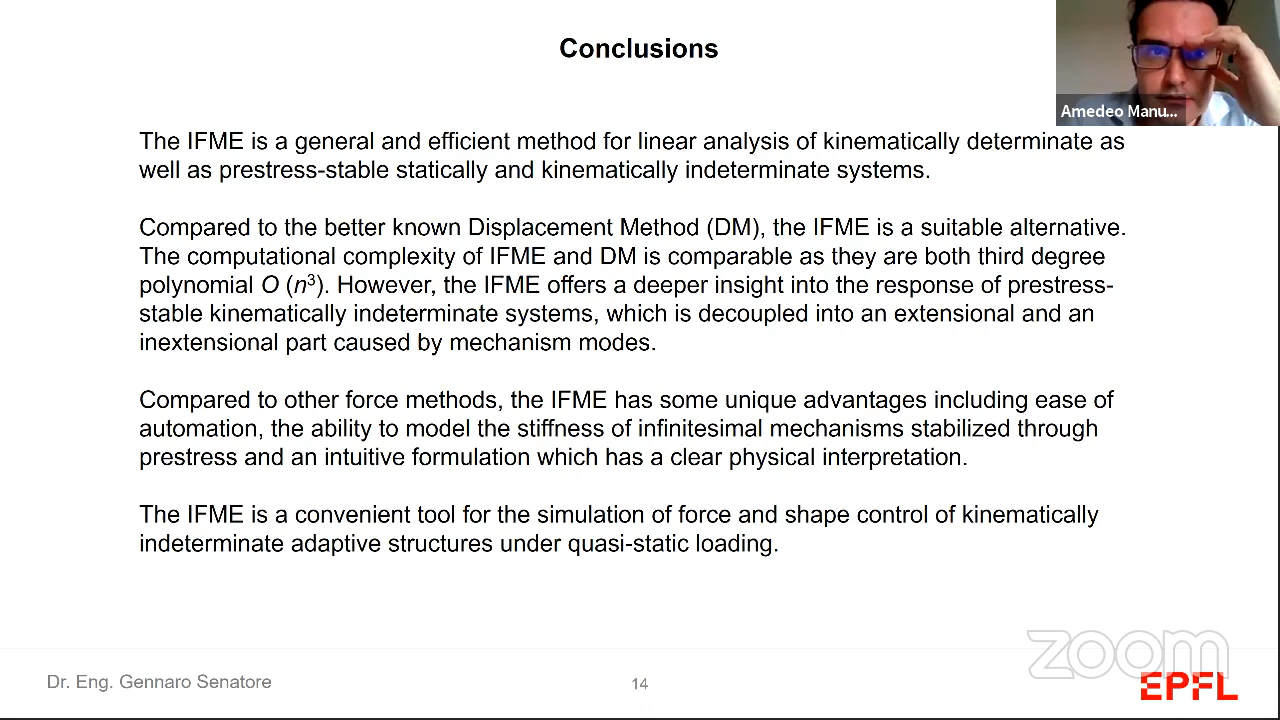 Conclusions
Amedeo Manu...
The IFME is a general and efficient method for linear analysis of kinematically determinate as
well as prestress-stable statically and kinematically indeterminate systems.
Compared to the better known Displacement Method (DM), the IFME is a suitable alternative.
The computational complexity of IFME and DM is comparable as they are both third degree
polynomial O (n³). However, the IFME offers a deeper insight into the response of prestress-
stable kinematically indeterminate systems, which is decoupled into an extensional and an
inextensional part caused by mechanism modes.
Compared to other force methods, the IFME has some unique advantages including ease of
automation, the ability to model the stiffness of infinitesimal mechanisms stabilized through
prestress and an intuitive formulation which has a clear physical interpretation.
The IFME is a convenient tool for the simulation of force and shape control of kinematically
indeterminate adaptive structures under quasi-static loading.
zoom
Dr. Eng. Gennaro Senatore
14
EPFL